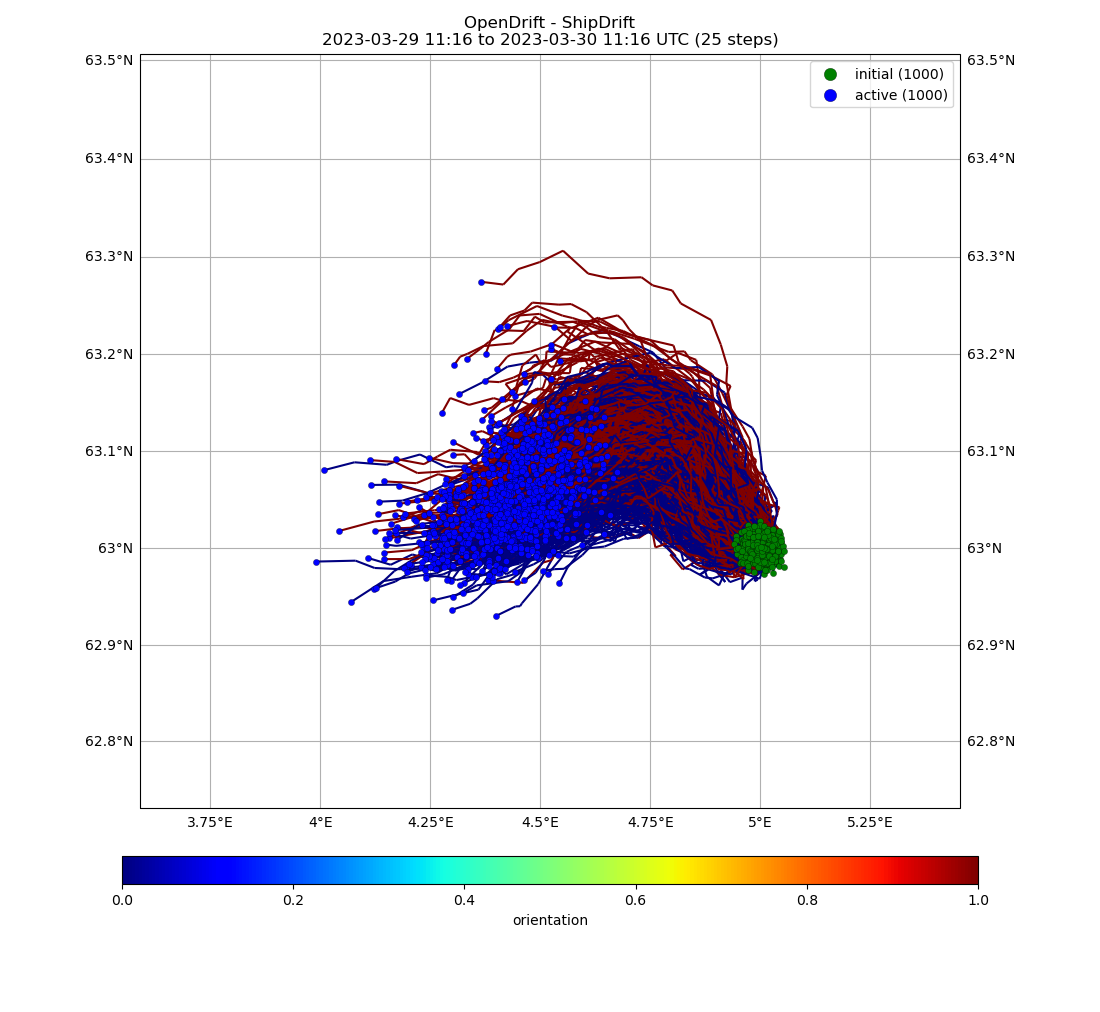 OpenDrift - ShipDrift
2023-03-29 11:16 to 2023-03-30 11:16 UTC (25 steps)
initial (1000)
active (1000)
63.5°N 63.5°N
63.4°N 63.4°N
63.3°N 63.3°N
63.2°N 63.2°N
63.1°N 63.1°N
63°N 63°N
62.9°N 62.9°N
62.8°N 62.8°N
3.75°E 4°E 4.25°E 4.5°E 4.75°E 5°E 5.25°E
0.0 0.2 0.4 0.6 0.8 1.0
orientation